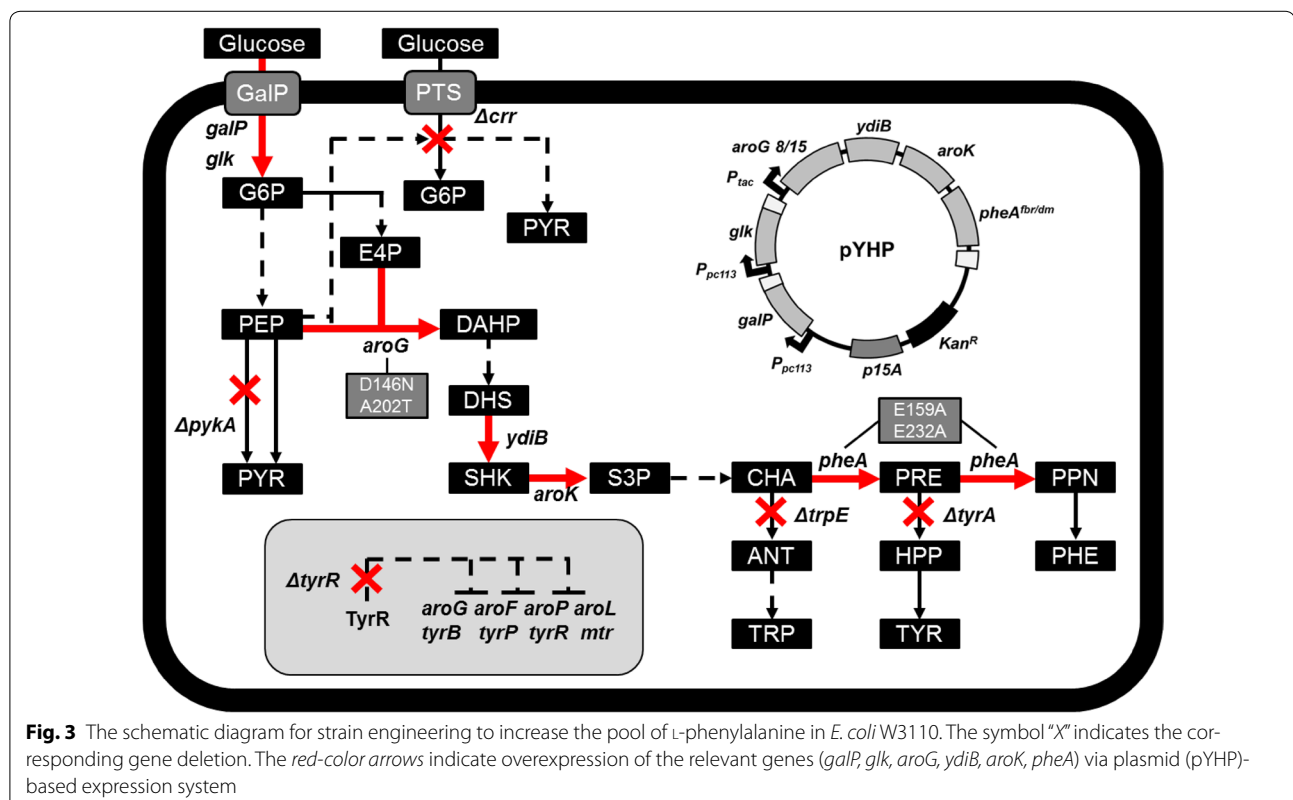 Glucose Glucose
GalP PTS
galP
glk
Δcrr
G6P G6P
PYR
E4P
PEP DAHP
aroG
D146N
A202T
ΔpykA
PYR
DHS
ydiB
SHK S3P
aroK
CHA PRE PPN
pheA pheA
E159A
E232A
ΔtrpE ΔtyrA
ANT HPP PHE
TRP TYR
ΔtyrR
TyrR
aroG aroF aroP aroL
tyrB tyrP tyrR mtr
ydiB
aroG 8/15 aroK
Ptac
pheAfbr/dm
glk
pYHP
Ppc113
galP
KanR
Ppc113
p15A
Fig. 3 The schematic diagram for strain engineering to increase the pool of L-phenylalanine in E. coli W3110. The symbol “X” indicates the cor-
responding gene deletion. The red-color arrows indicate overexpression of the relevant genes (galP, glk, aroG, ydiB, aroK, pheA) via plasmid (pYHP)-
based expression system